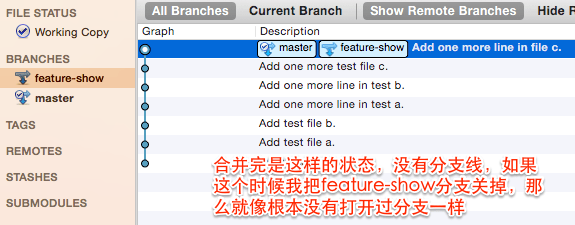 FILE STATUS
Working Copy
BRANCHES
feature-show
master
TAGS
REMOTES
STASHES
SUBMODULES
All Branches Current Branch Show Remote Branches Hide R
Graph Description
master feature-show Add one more line in file c.
Add one more test file c.
Add one more line in test b.
Add one more line in test a.
Add test file b.
Add test file a.
合并完是这样的状态，没有分支线，如果
这个时候我把feature-show分支关掉，那
么就像根本没有打开过分支一样